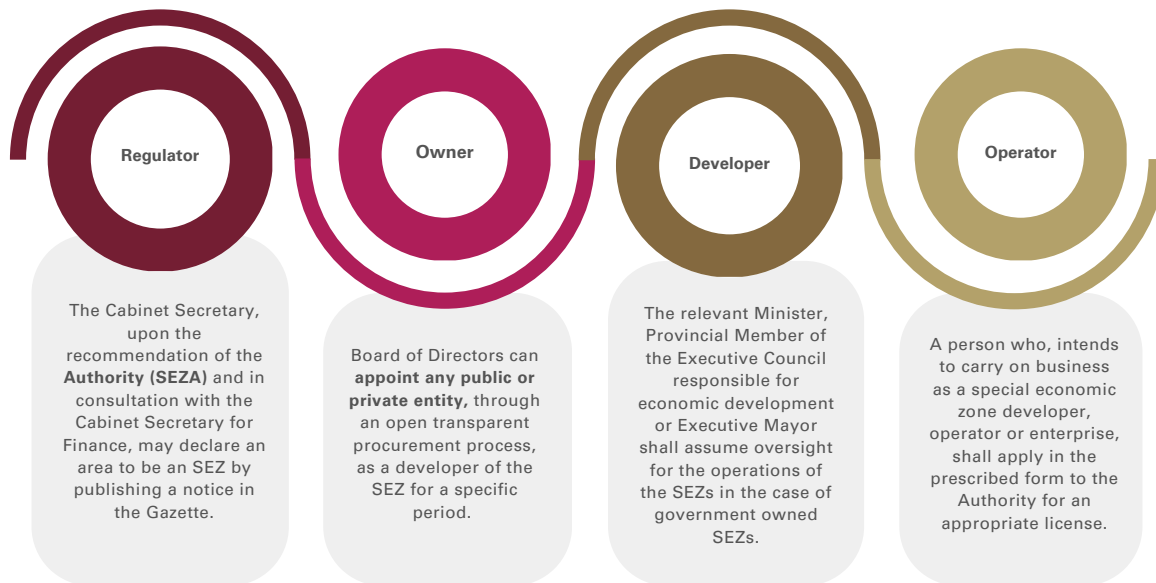 Regulator
The Cabinet Secretary,
upon the
recommendation of the
Authority (SEZA) and in
consultation with the
Cabinet Secretary for
Finance, may declare an
area to be an SEZ by
publishing a notice in
the Gazette.
Owner
Board of Directors can
appoint any public or
private entity, through
an open transparent
procurement process,
as a developer of the
SEZ for a specific
period.
Developer
The relevant Minister,
Provincial Member of
the Executive Council
responsible for
economic development
or Executive Mayor
shall assume oversight
for the operations of
the SEZs in the case of
government owned
SEZs.
Operator
A person who, intends
to carry on business
as a special economic
zone developer,
operator or enterprise,
shall apply in the
prescribed form to the
Authority for an
appropriate license.